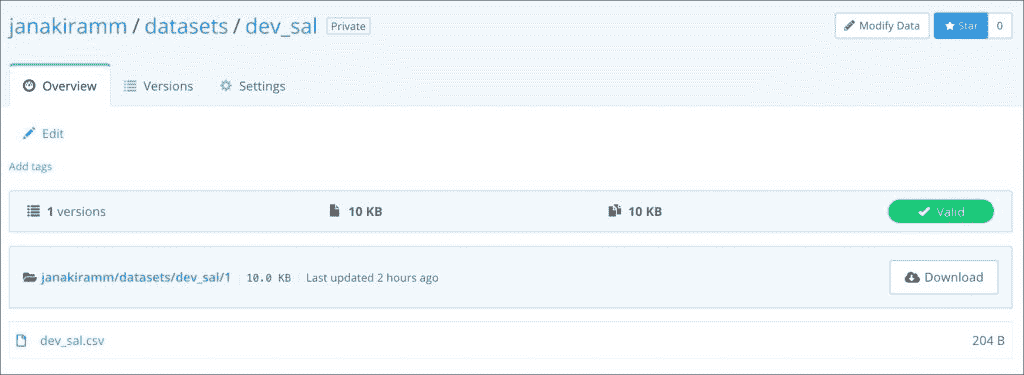 janakiramm / datasets / dev_sal Private Modify Data Star 0
Overview Versions Settings
Edit
Add tags
1 versions 10 KB 10 KB Valid
janakiramm/datasets/dev_sal/1 10.0 KB Last updated 2 hours ago Download
dev_sal.csv 204 B